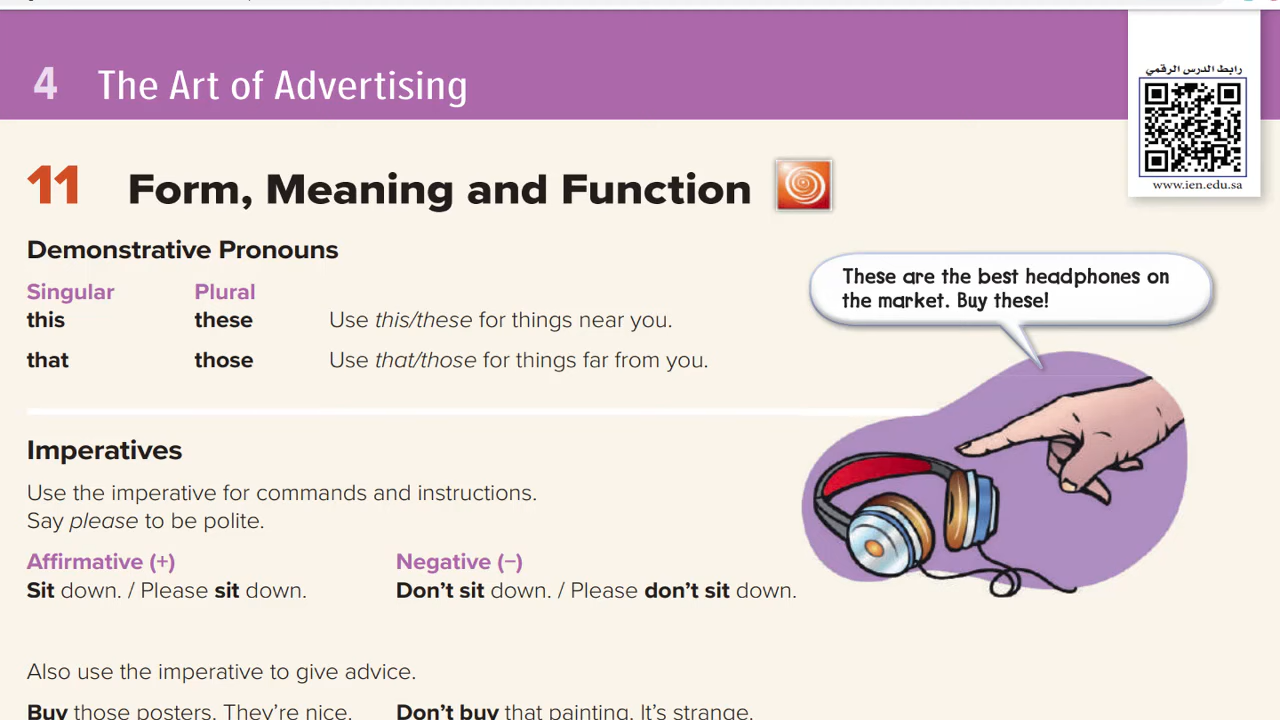 4 The Art of Advertising
رابط الدرس الرقمي
www.ien.edu.sa
11 Form, Meaning and Function
Demonstrative Pronouns
Singular Plural
this these Use this/these for things near you.
that those Use that/those for things far from you.
These are the best headphones on
the market. Buy these!
Imperatives
Use the imperative for commands and instructions.
Say please to be polite.
Affirmative (+) Negative (–)
Sit down. / Please sit down. Don't sit down. / Please don't sit down.
Also use the imperative to give advice.
Buy those posters. They're nice. Don't buy that painting. It's strange.